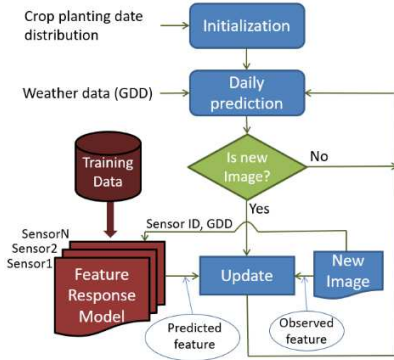 Crop planting date
distribution
Initialization
Weather data (GDD)
Daily
prediction
Is new
Image?
No
Yes
Training
Data
Sensor ID, GDD
SensorN
Sensor2
Sensor1
Feature
Response
Model
Update
New
Image
Predicted
feature
Observed
feature